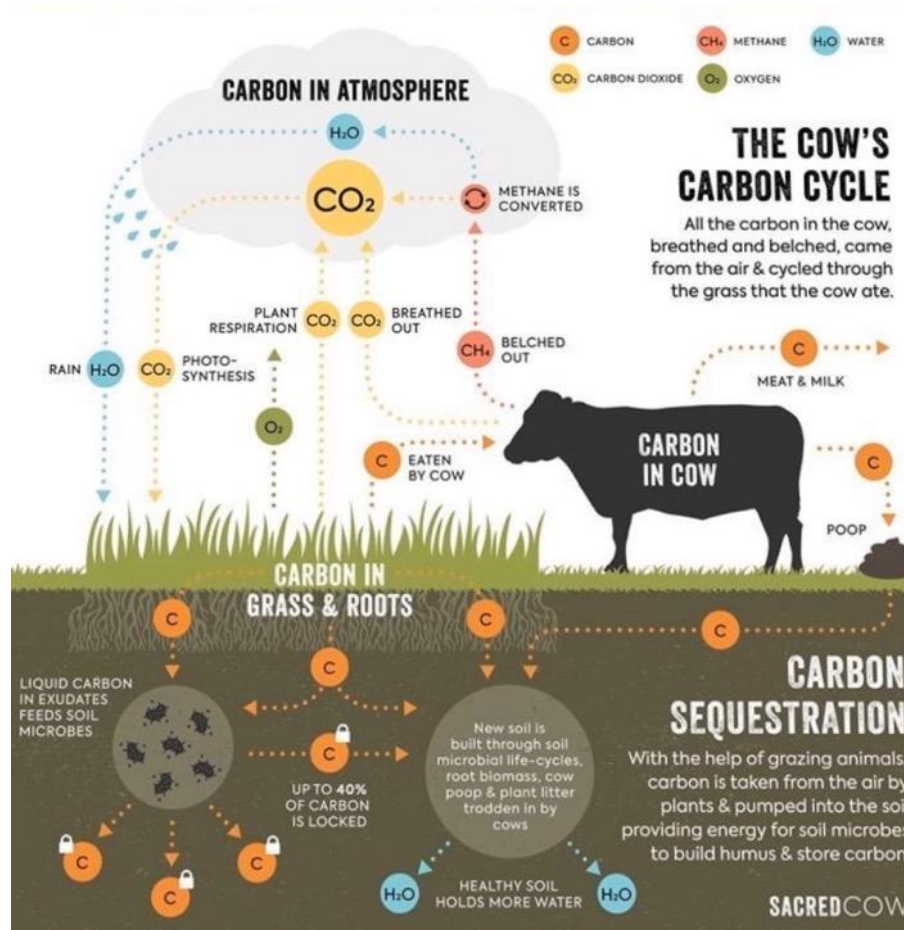 C CARBON
CH₄ METHANE
H₂O WATER
CO₂ CARBON DIOXIDE
O₂ OXYGEN
CARBON IN ATMOSPHERE
H₂O
CO₂
METHANE IS
CONVERTED
THE COW'S
CARBON CYCLE
All the carbon in the cow,
breathed and belched, came
from the air & cycled through
the grass that the cow ate.
PLANT
RESPIRATION
CO₂
CO₂
BREATHED
OUT
CH₄
BELCHED
OUT
C
MEAT & MILK
RAIN
H₂O
CO₂
PHOTO-
SYNTHESIS
O₂
C
EATEN
BY COW
CARBON
IN COW
C
POOP
CARBON IN
GRASS & ROOTS
C
C
C
C
LIQUID CARBON
IN EXUDATES
FEEDS SOIL
MICROBES
C
UP TO 40%
OF CARBON
IS LOCKED
New soil is
built through soil
microbial life-cycles,
root biomass, cow
poop & plant litter
trodden in by
cows
CARBON
SEQUESTRATION
With the help of grazing animals
carbon is taken from the air by
plants & pumped into the soi
providing energy for soil microbe
to build humus & store carbon
C
C
C
H₂O
HEALTHY SOIL
HOLDS MORE WATER
H₂O
SACREDCOW